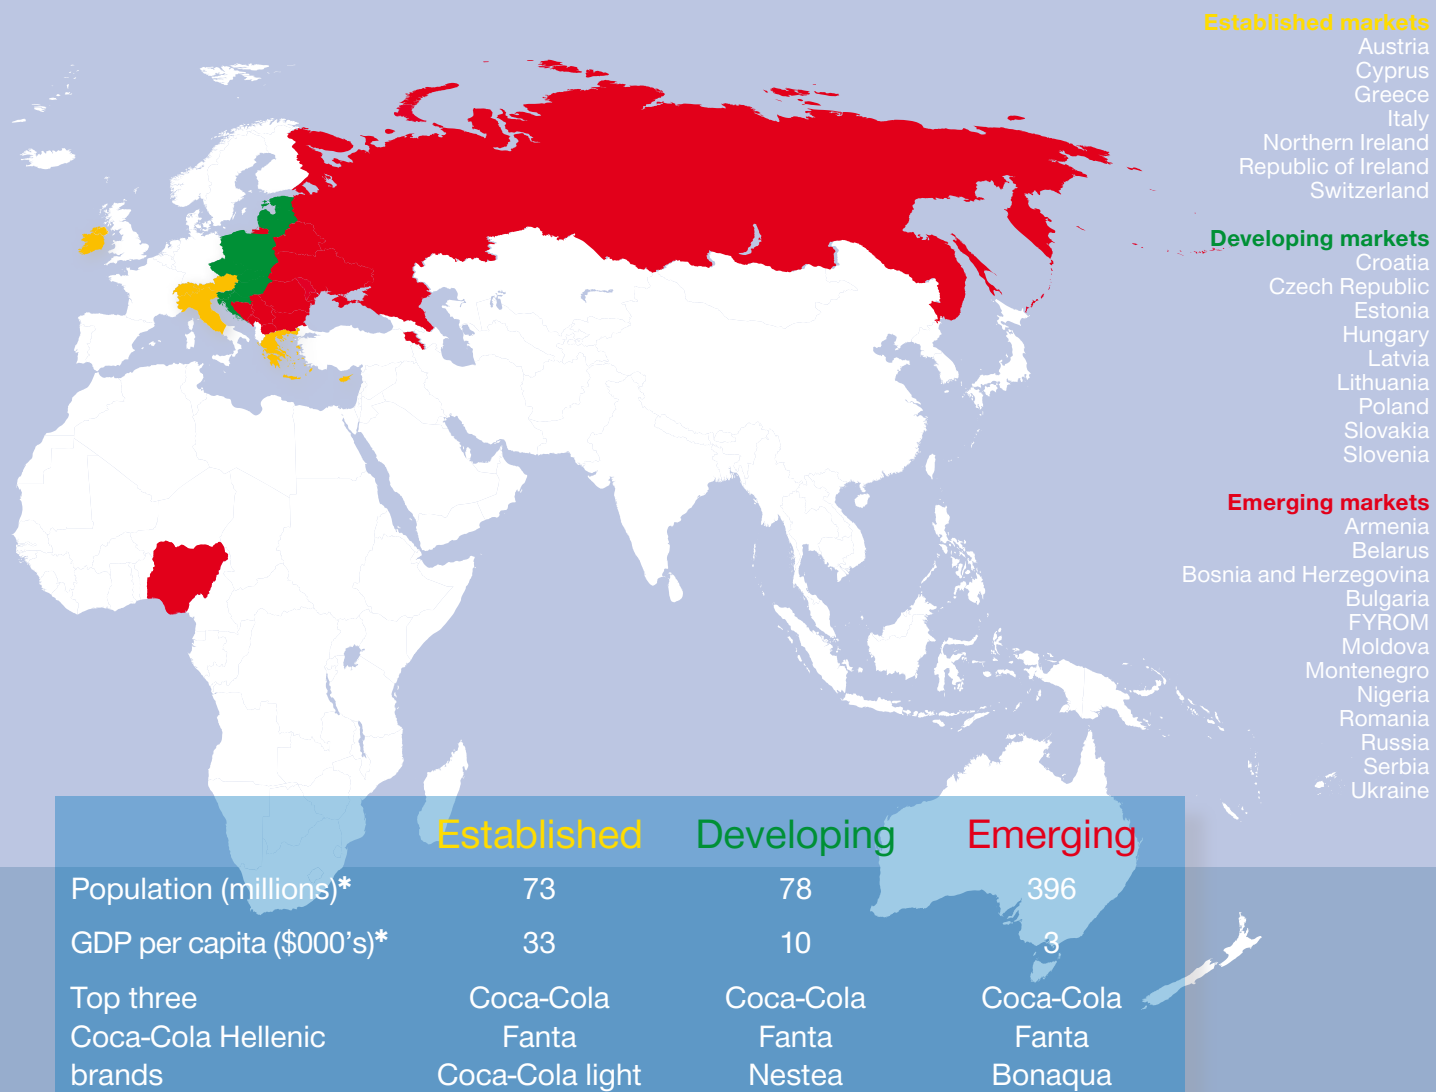 Established markets
Austria
Cyprus
Greece
Italy
Northern Ireland
Republic of Ireland
Switzerland
Developing markets
Croatia
Czech Republic
Estonia
Hungary
Latvia
Lithuania
Poland
Slovakia
Slovenia
Emerging markets
Armenia
Belarus
Bosnia and Herzegovina
Bulgaria
FYROM
Moldova
Montenegro
Nigeria
Romania
Russia
Serbia
Ukraine
Established Developing Emerging
Population (millions)* 73 78 396
GDP per capita ($000's)* 33 10 3
Top three Coca-Cola Coca-Cola Coca-Cola
Coca-Cola Hellenic Fanta Fanta Fanta
brands Coca-Cola light Nestea Bonaqua